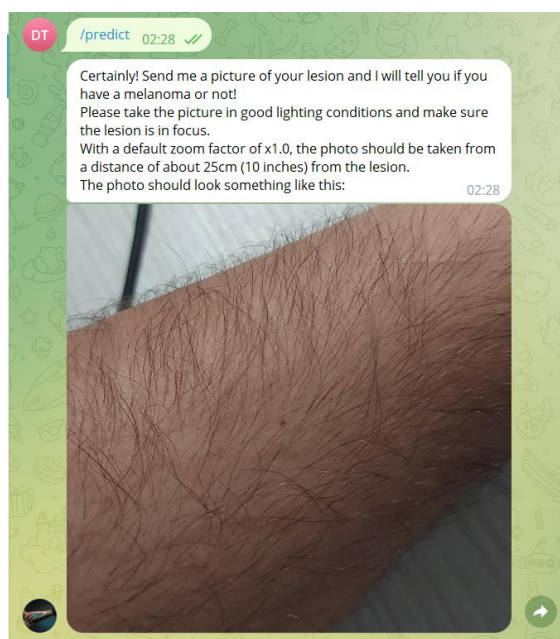 DT
/predict 02:28
Certainly! Send me a picture of your lesion and I will tell you if you
have a melanoma or not!
Please take the picture in good lighting conditions and make sure
the lesion is in focus.
With a default zoom factor of x1.0, the photo should be taken from
a distance of about 25cm (10 inches) from the lesion.
The photo should look something like this:
02:28